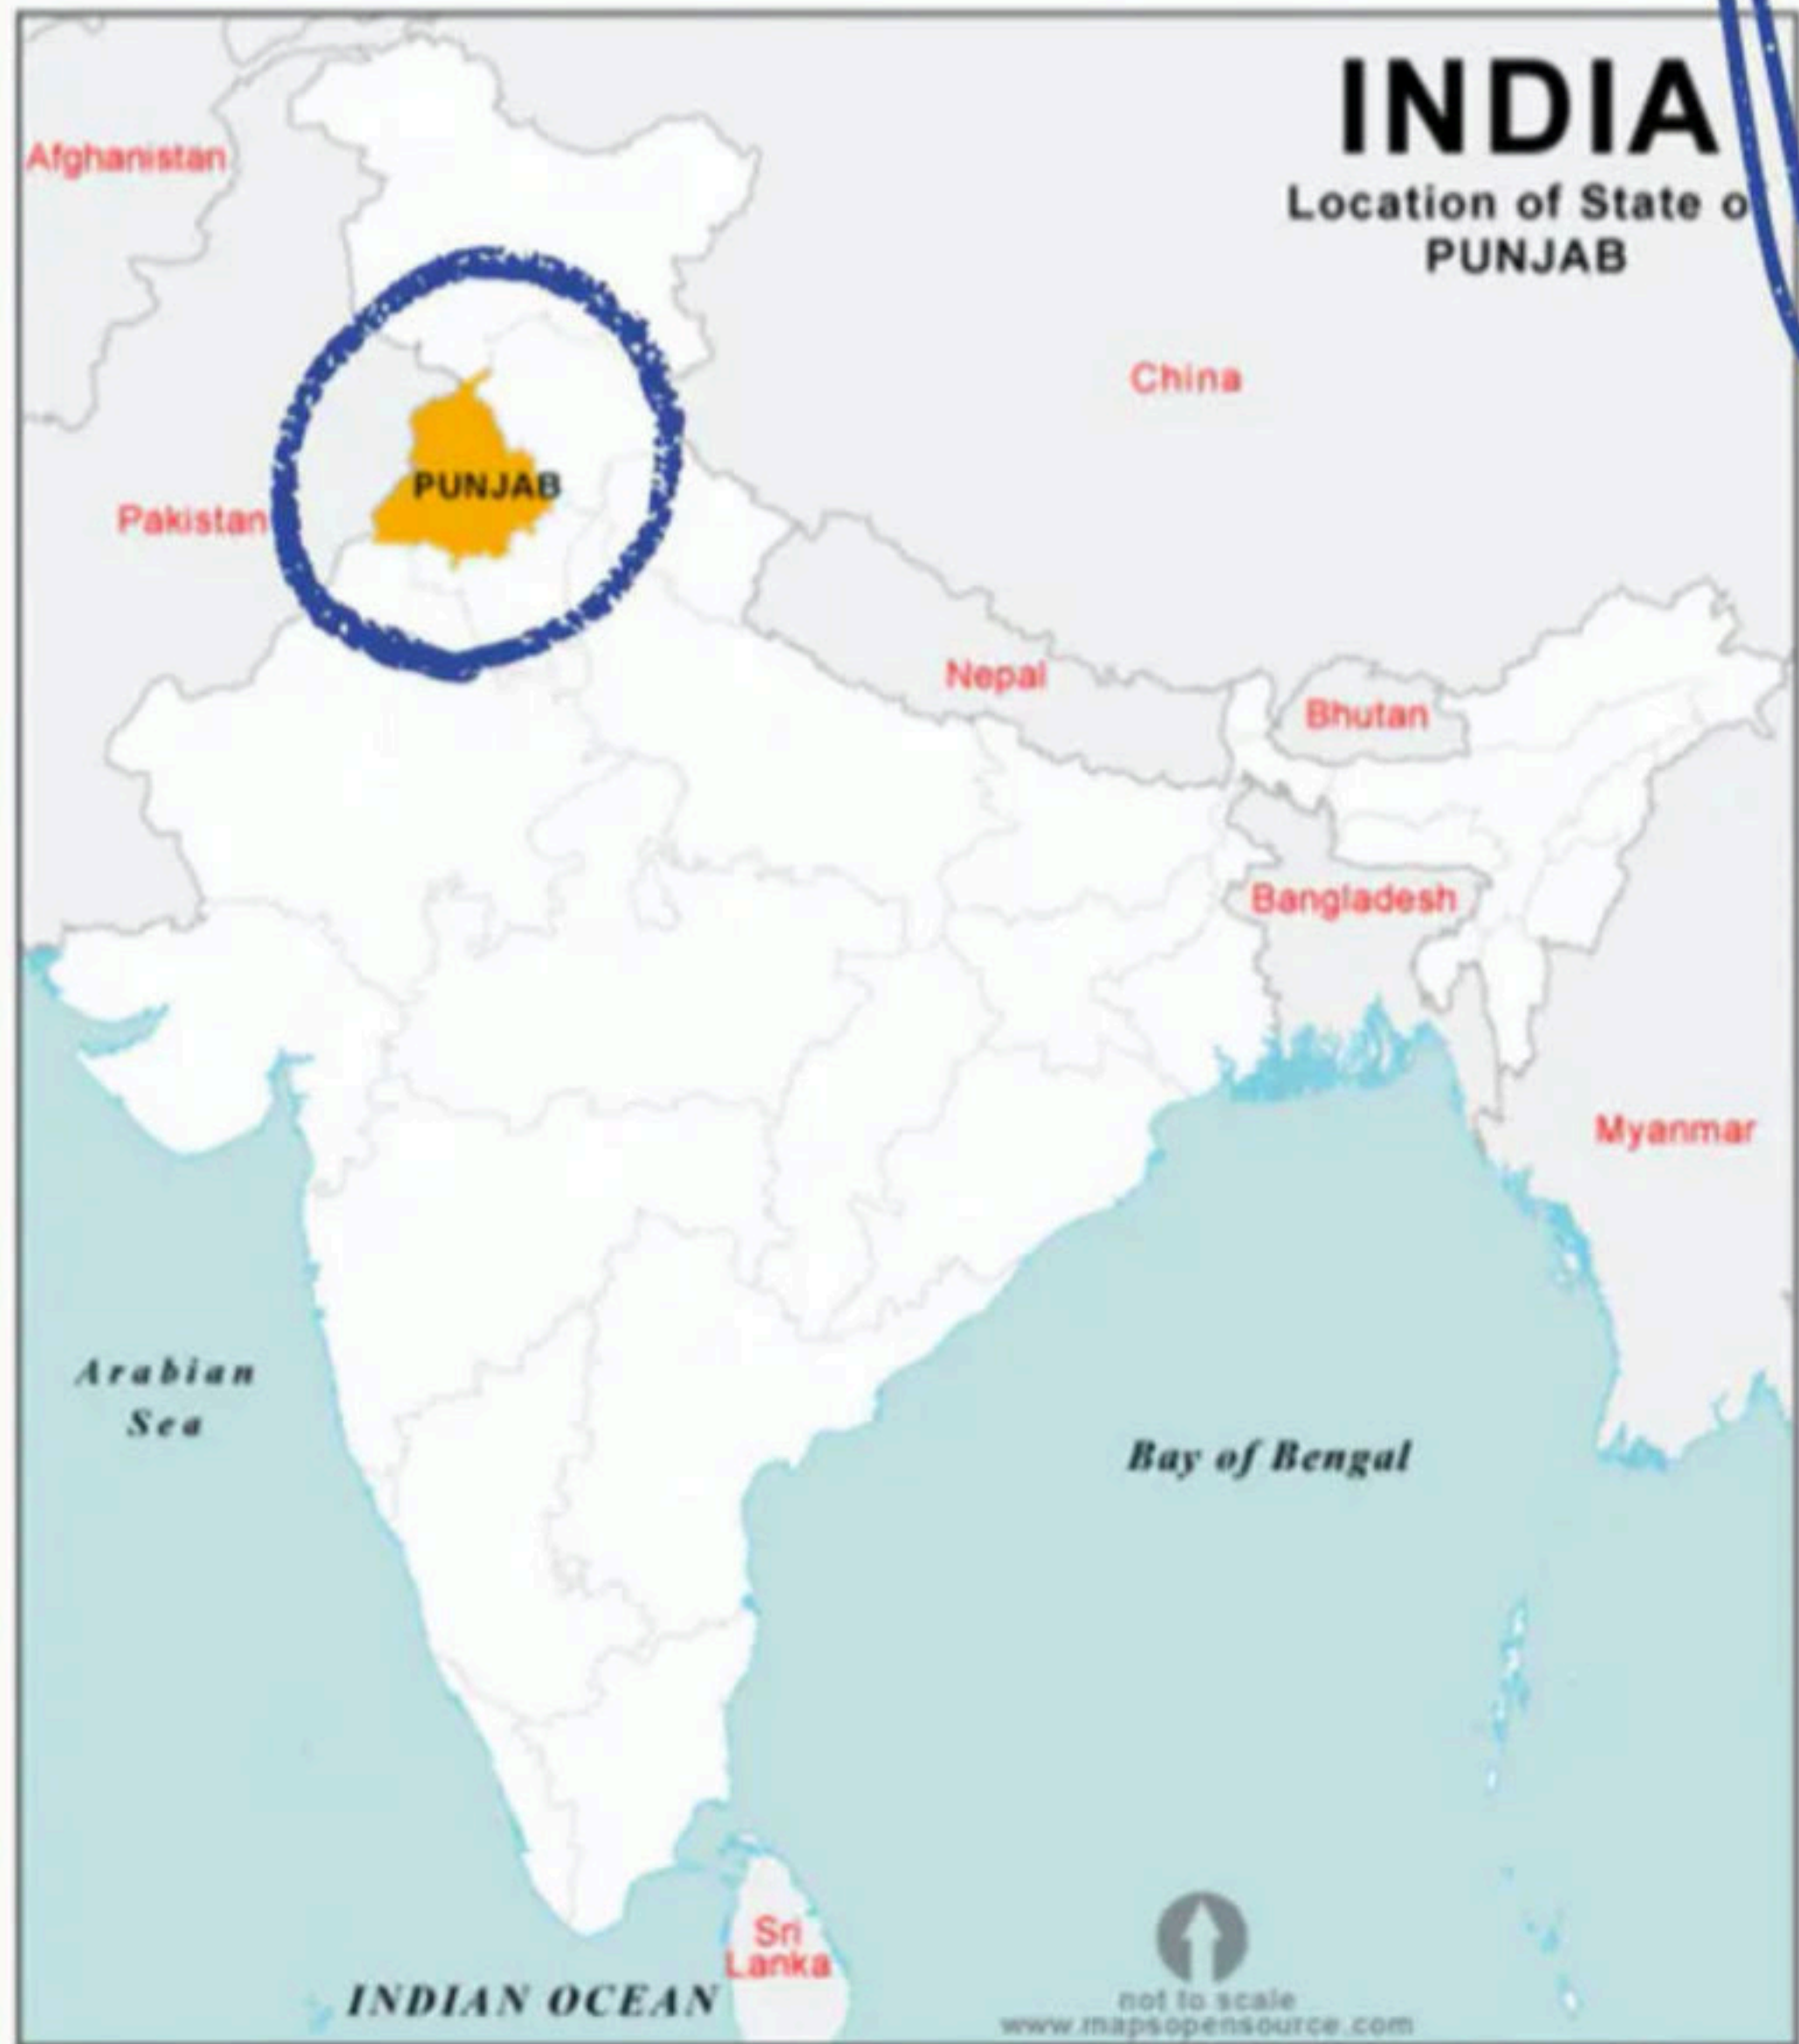 INDIA
Location of State o
PUNJAB
Afghanistan
China
PUNJAB
Pakistan
Nepal
Bhutan
Bangladesh
Myanmar
Arabian
Sea
Bay of Bengal
Sri
Lanka
INDIAN OCEAN
not to scale
www.mapsopensource.com